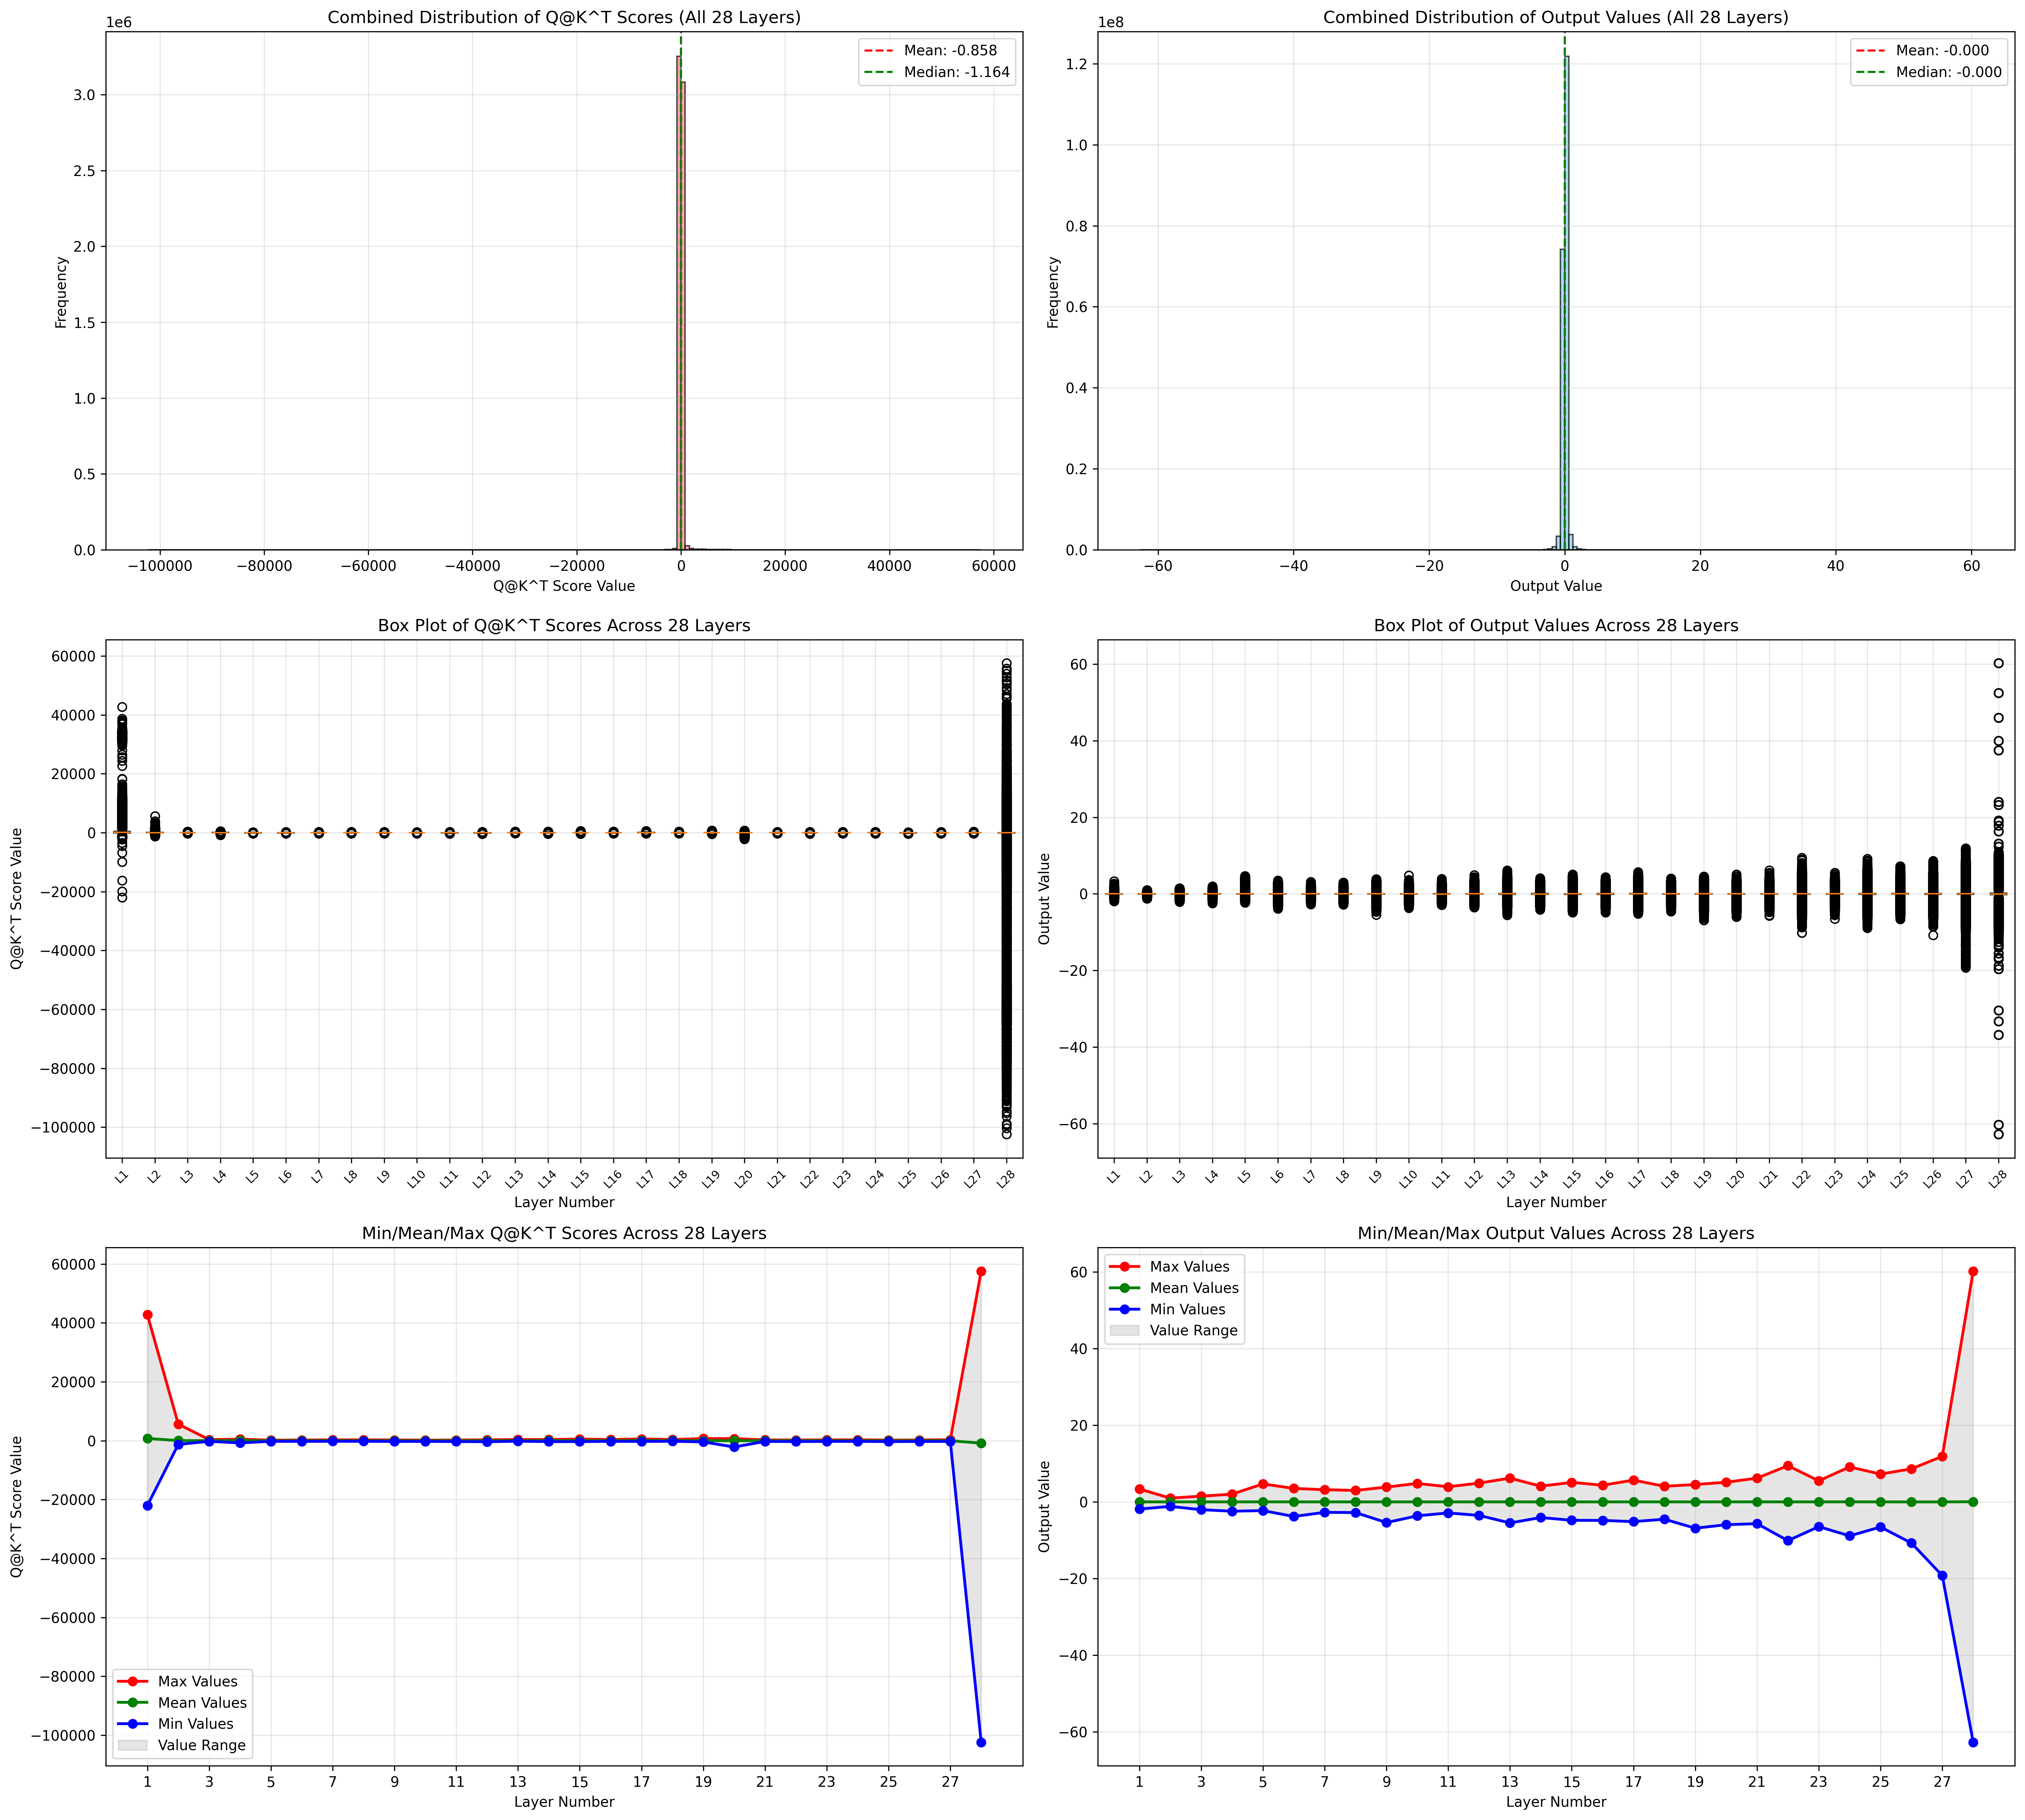 Combined Distribution of Q@K^T Scores (All 28 Layers)
1e6
Mean: -0.858
Median: -1.164
3.0
2.5
2.0
1.5
1.0
0.5
0.0
Frequency
−100000 −80000 −60000 −40000 −20000 0 20000 40000 60000
Q@K^T Score Value
Combined Distribution of Output Values (All 28 Layers)
1e8
Mean: -0.000
Median: -0.000
1.2
1.0
0.8
0.6
0.4
0.2
0.0
Frequency
−60 −40 −20 0 20 40 60
Output Value
Box Plot of Q@K^T Scores Across 28 Layers
60000
40000
20000
0
−20000
−40000
−60000
−80000
−100000
Q@K^T Score Value
L1 L2 L3 L4 L5 L6 L7 L8 L9 L10 L11 L12 L13 L14 L15 L16 L17 L18 L19 L20 L21 L22 L23 L24 L25 L26 L27 L28
Layer Number
Box Plot of Output Values Across 28 Layers
60
40
20
0
−20
−40
−60
Output Value
L1 L2 L3 L4 L5 L6 L7 L8 L9 L10 L11 L12 L13 L14 L15 L16 L17 L18 L19 L20 L21 L22 L23 L24 L25 L26 L27 L28
Layer Number
Min/Mean/Max Q@K^T Scores Across 28 Layers
60000
40000
20000
0
−20000
−40000
−60000
−80000
−100000
Q@K^T Score Value
Max Values
Mean Values
Min Values
Value Range
1 3 5 7 9 11 13 15 17 19 21 23 25 27
Layer Number
Min/Mean/Max Output Values Across 28 Layers
Max Values
Mean Values
Min Values
Value Range
60
40
20
0
−20
−40
−60
Output Value
1 3 5 7 9 11 13 15 17 19 21 23 25 27
Layer Number